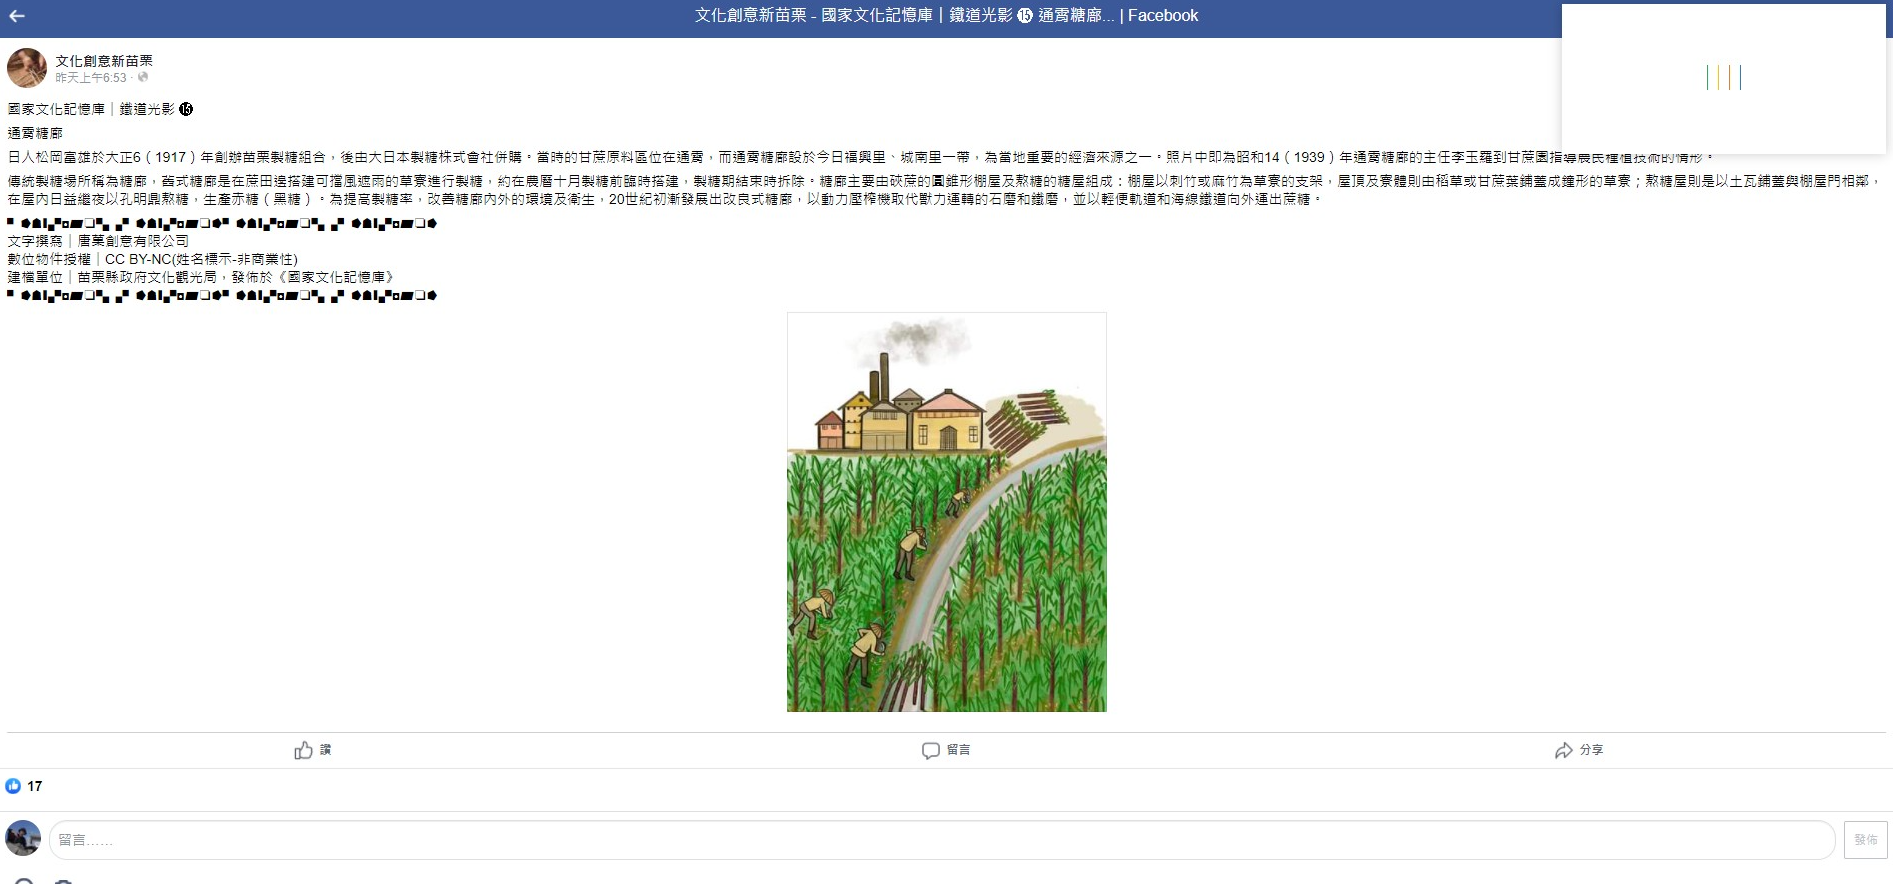 文化創意新苗栗 - 國家文化記憶庫｜鐵道光影 ⓯ 通霄糖廍... | Facebook
文化創意新苗栗
昨天上午6:53 ·
國家文化記憶庫｜鐵道光影 ⓯
通霄糖廍
日人松岡富雄於大正6（1917）年創辦苗栗製糖組合，後由大日本製糖株式會社併購。當時的甘蔗原料區位在通霄，而通霄糖廍設於今日福興里、城南里一帶，為當地重要的經濟來源之一。照片中即為昭和14（1939）年通霄糖廍的主任李玉羅到甘蔗園指導農民種植技術的情形。
傳統製糖場所稱為糖廍，舊式糖廍是在蔗田邊搭建可擋風遮雨的草寮進行製糖，約在農曆十月製糖前臨時搭建，製糖期結束時拆除。糖廍主要由硤蔗的圓錐形棚屋及熬糖的糖屋組成：棚屋以刺竹或麻竹為草寮的支架，屋頂及寮體則由稻草或甘蔗葉鋪蓋成鐘形的草寮；熬糖屋則是以土瓦鋪蓋與棚屋門相鄰，
在屋內日益繼夜以孔明鼎熬糖，生產赤糖（黑糖）。為提高製糖率，改善糖廍內外的環境及衛生，20世紀初漸發展出改良式糖廍，以動力壓榨機取代獸力運轉的石磨和鐵磨，並以輕便軌道和海線鐵道向外運出蔗糖。
文字撰寫｜唐菓創意有限公司
數位物件授權｜CC BY-NC(姓名標示-非商業性)
建檔單位｜苗栗縣政府文化觀光局，發佈於《國家文化記憶庫》
讚
留言
分享
17
留言……
發佈